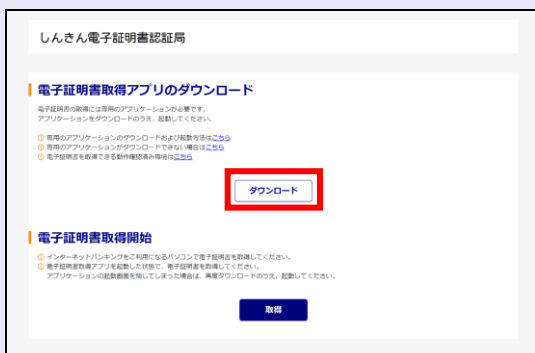 しんきん電子証明書認証局
電子証明書取得アプリのダウンロード
電子証明書の取得には専用のアプリケーションが必要です。
アプリケーションをダウンロードのうえ、起動してください。
専用のアプリケーションのダウンロードおよび起動方法はこちら
専用のアプリケーションがダウンロードできない場合はこちら
電子証明書を取得できる動作確認済み環境はこちら
ダウンロード
電子証明書取得開始
インターネットバンキングをご利用になるパソコンで電子証明書を取得してください。
電子証明書取得アプリを起動した状態で、電子証明書を取得してください。
アプリケーションの起動画面を閉じてしまった場合は、再度ダウンロードのうえ、起動してください。
取得